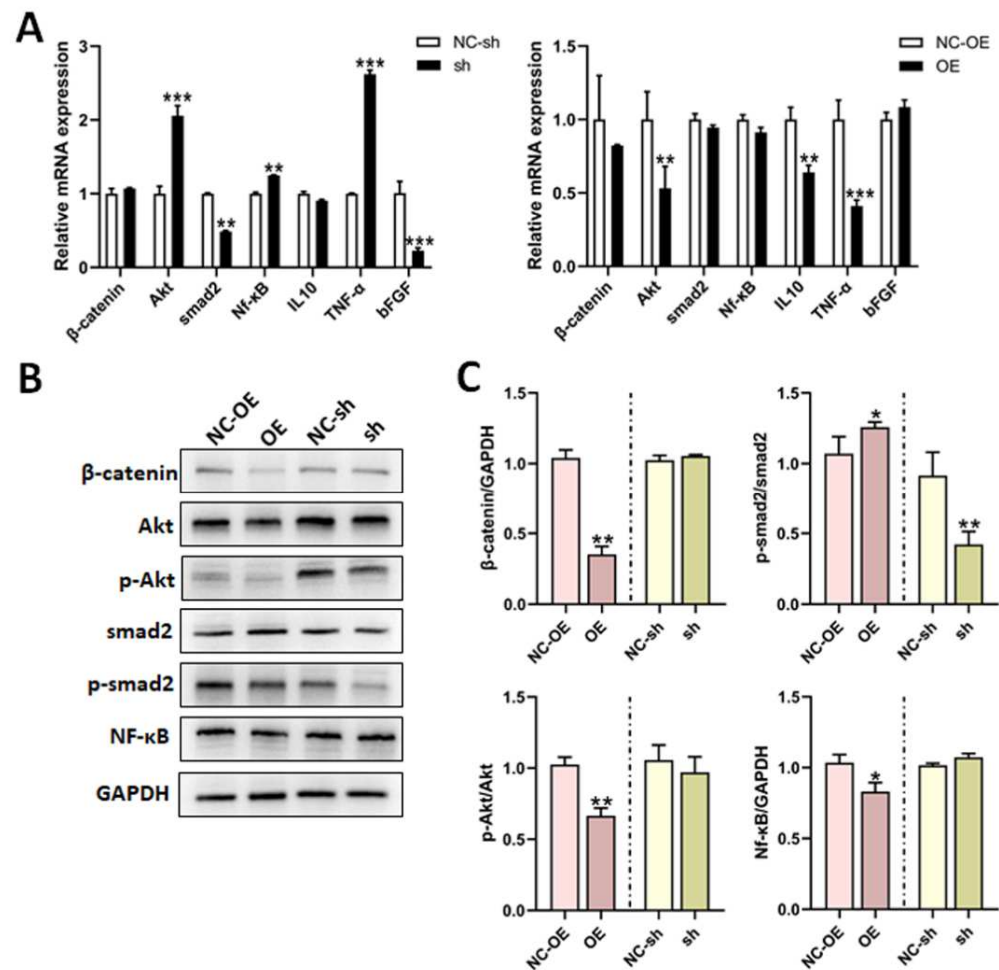 A
Relative mRNA expression
3
2
1
0
NC-sh
sh
***
**
**
***
***
β-catenin
Akt
smad2
Nf-κB
IL10
TNF-α
bFGF
Relative mRNA expression
1.5
1.0
0.5
0.0
NC-OE
OE
**
**
***
β-catenin
Akt
smad2
Nf-κB
IL10
TNF-α
bFGF
B
NC-OE
OE
NC-sh
sh
β-catenin
Akt
p-Akt
smad2
p-smad2
NF-κB
GAPDH
C
β-catenin/GAPDH
1.5
1.0
0.5
0.0
**
NC-OE
OE
NC-sh
sh
p-smad2/smad2
1.5
1.0
0.5
0.0
*
**
NC-OE
OE
NC-sh
sh
p-Akt/Akt
1.5
1.0
0.5
0.0
**
NC-OE
OE
NC-sh
sh
Nf-κB/GAPDH
1.5
1.0
0.5
0.0
*
NC-OE
OE
NC-sh
sh